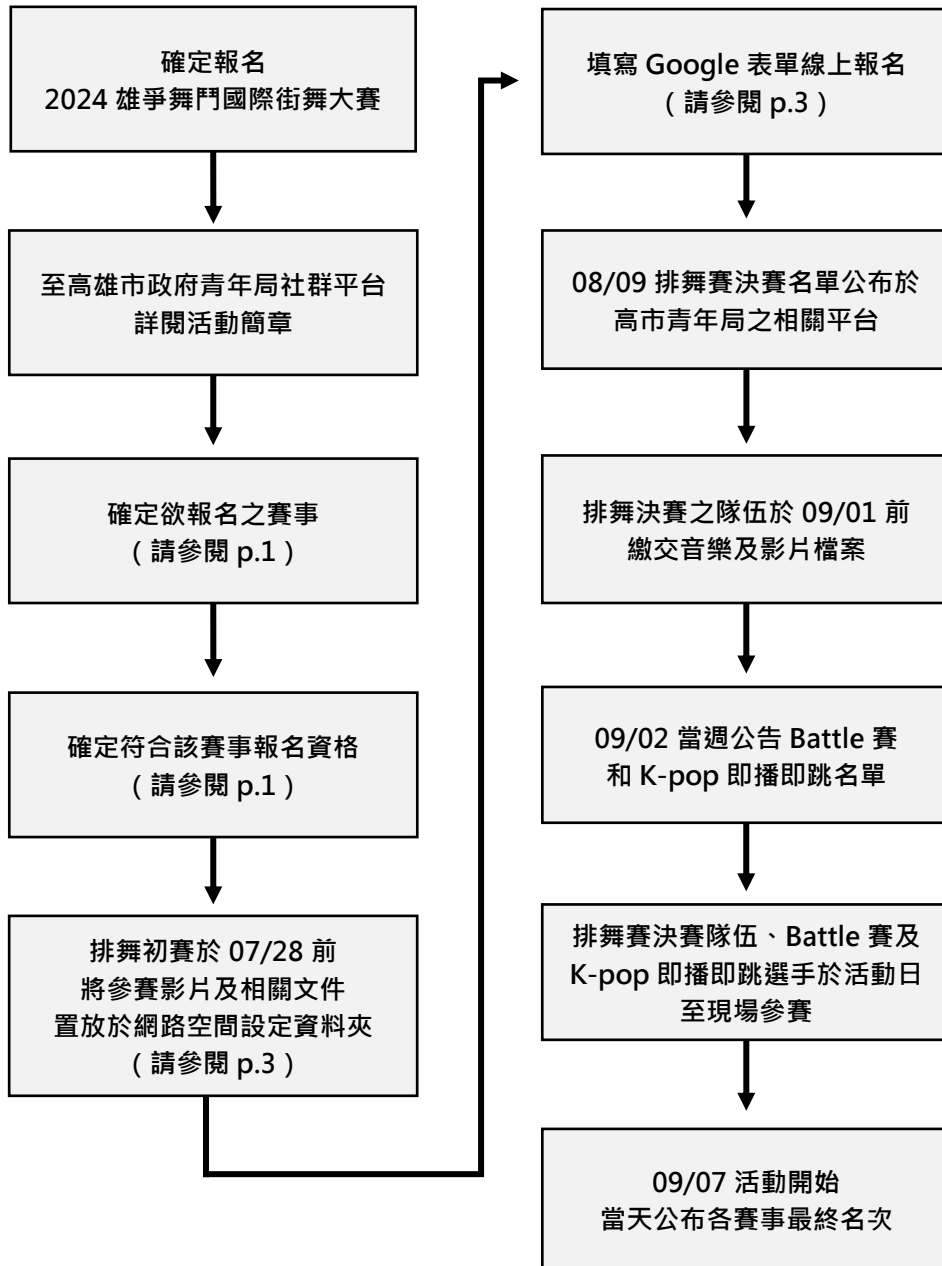 確定報名
2024 雄爭舞鬥國際街舞大賽
至高雄市政府青年局社群平台
詳閱活動簡章
確定欲報名之賽事
（請參閱 p.1）
確定符合該賽事報名資格
（請參閱 p.1）
排舞初賽於 07/28 前
將參賽影片及相關文件
置放於網路空間設定資料夾
（請參閱 p.3）
填寫 Google 表單線上報名
（請參閱 p.3）
08/09 排舞賽決賽名單公布於
高市青年局之相關平台
排舞決賽之隊伍於 09/01 前
繳交音樂及影片檔案
09/02 當週公告 Battle 賽
和 K-pop 即播即跳名單
排舞賽決賽隊伍、Battle 賽及
K-pop 即播即跳選手於活動日
至現場參賽
09/07 活動開始
當天公布各賽事最終名次